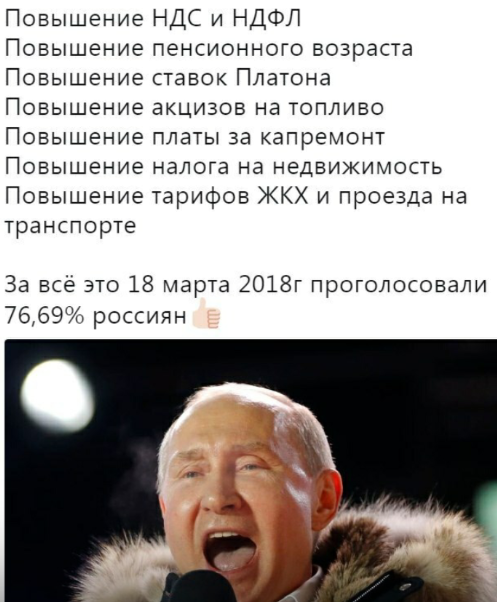 Повышение НДС и НДФЛ
Повышение пенсионного возраста
Повышение ставок Платона
Повышение акцизов на топливо
Повышение платы за капремонт
Повышение налога на недвижимость
Повышение тарифов ЖКХ и проезда на
транспорте
За всё это 18 марта 2018г проголосовали
76,69% россиян👍🏻